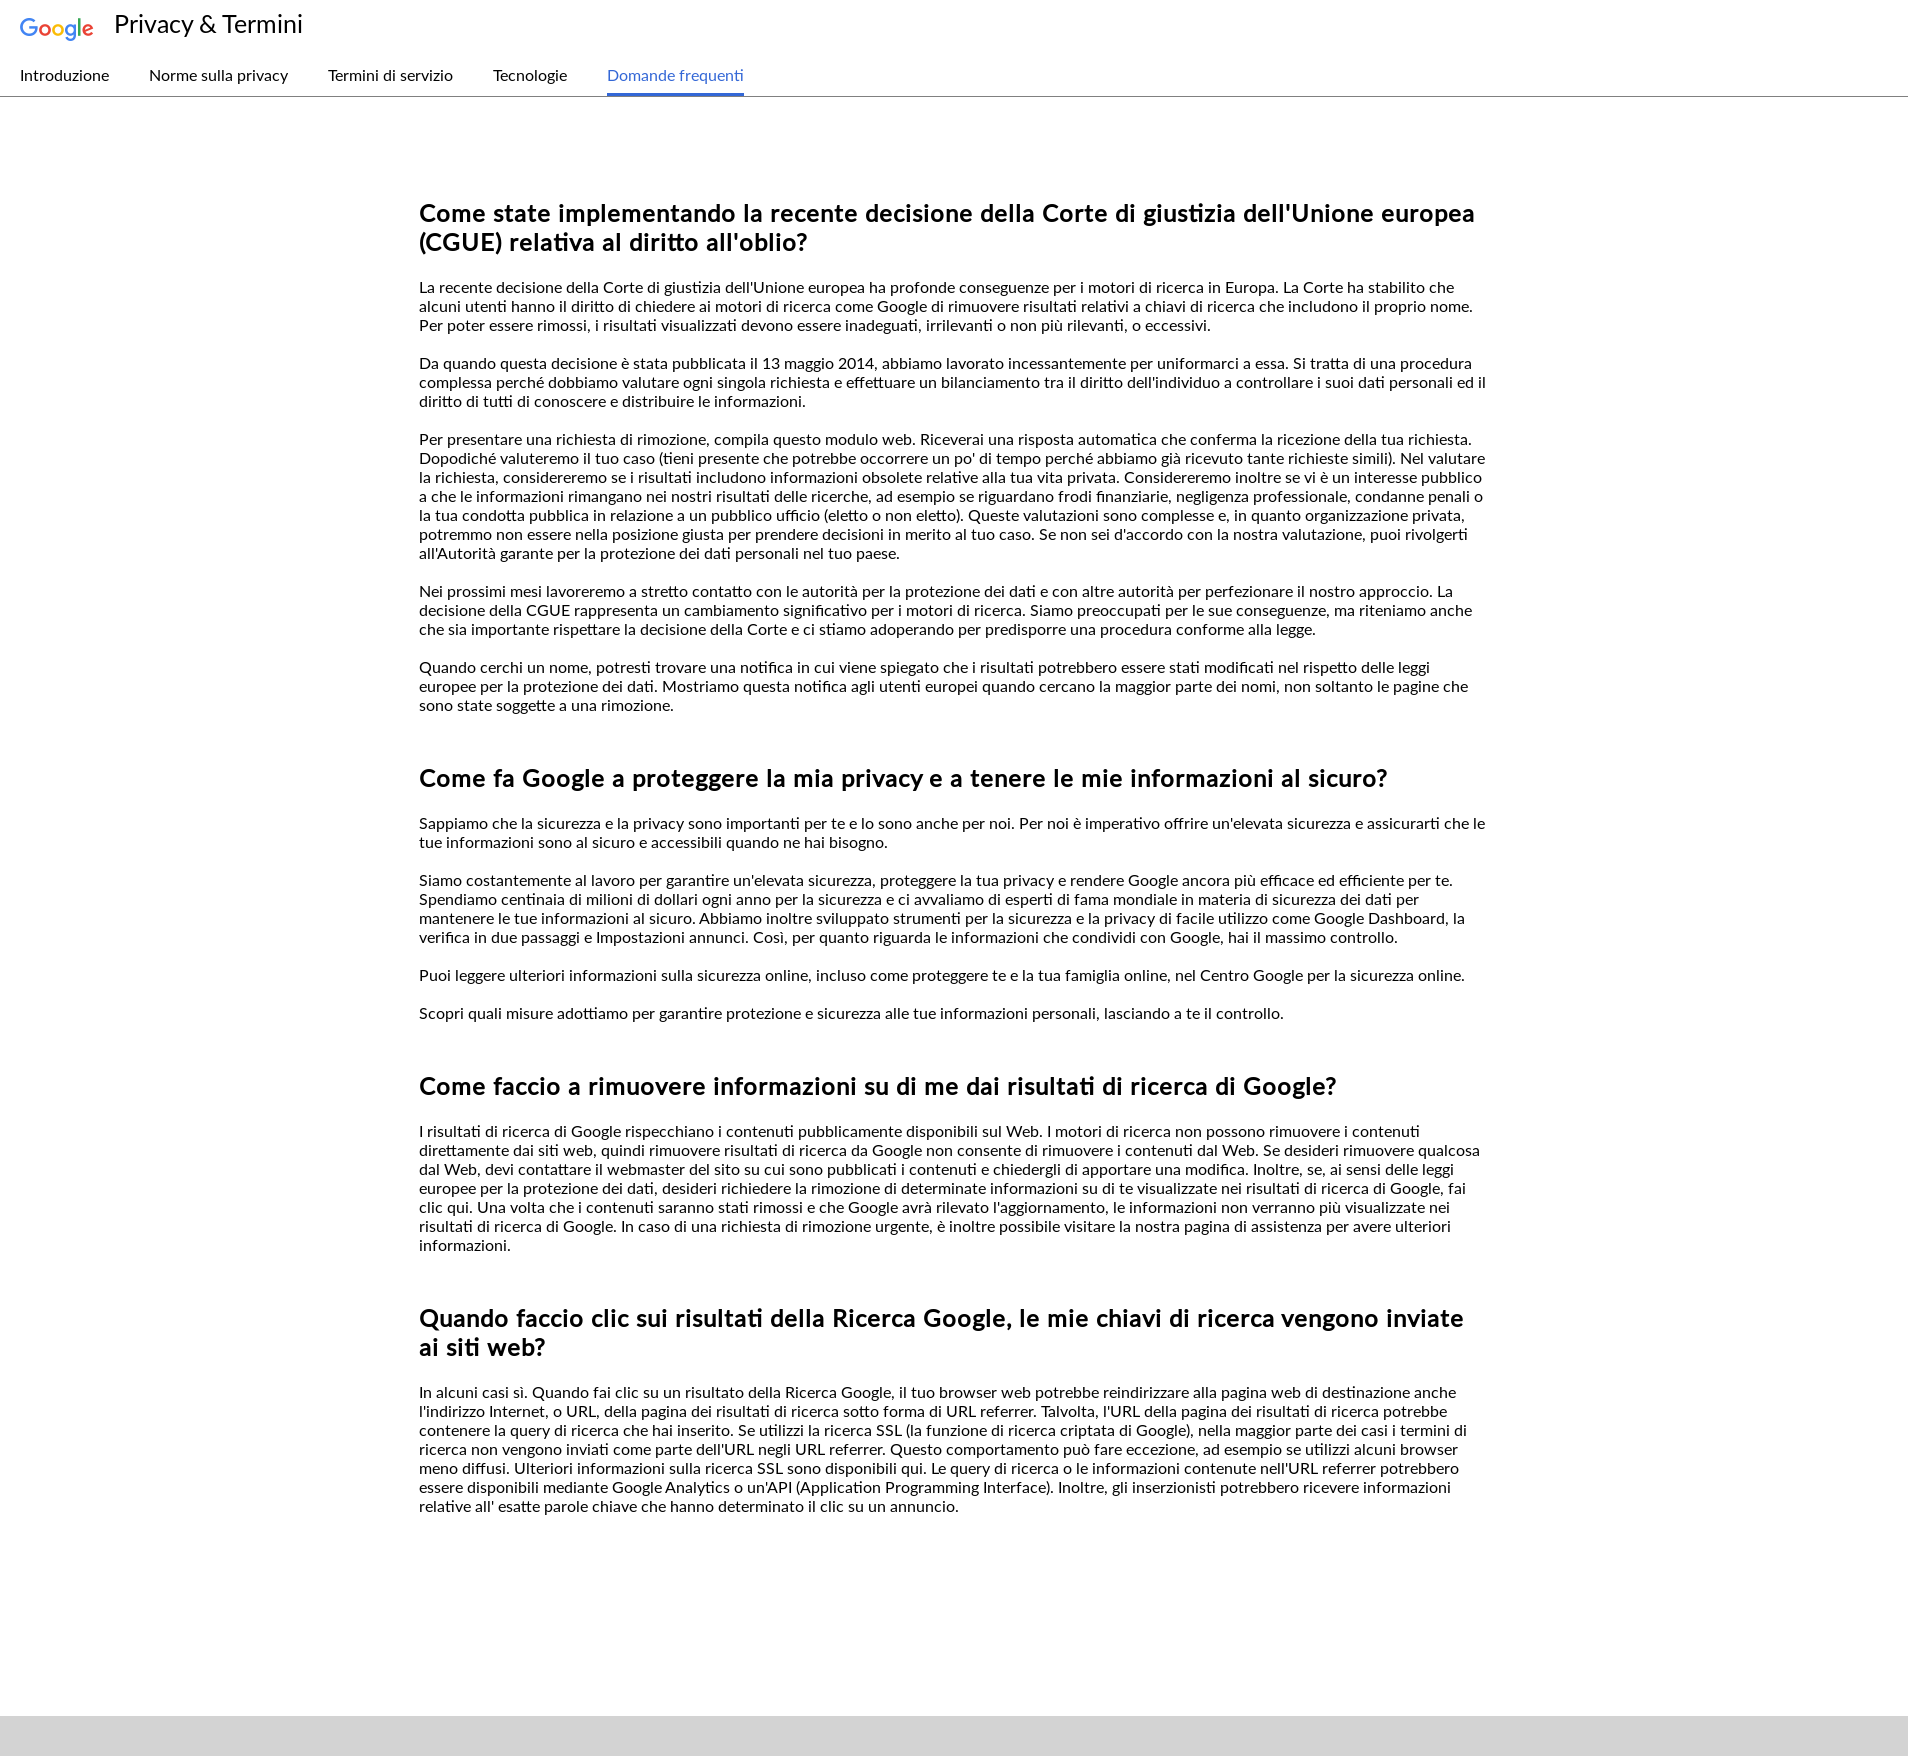 Google Privacy & Termini
Introduzione Norme sulla privacy Termini di servizio Tecnologie Domande frequenti
Come state implementando la recente decisione della Corte di giustizia dell'Unione europea
(CGUE) relativa al diritto all'oblio?
La recente decisione della Corte di giustizia dell'Unione europea ha profonde conseguenze per i motori di ricerca in Europa. La Corte ha stabilito che
alcuni utenti hanno il diritto di chiedere ai motori di ricerca come Google di rimuovere risultati relativi a chiavi di ricerca che includono il proprio nome.
Per poter essere rimossi, i risultati visualizzati devono essere inadeguati, irrilevanti o non più rilevanti, o eccessivi.
Da quando questa decisione è stata pubblicata il 13 maggio 2014, abbiamo lavorato incessantemente per uniformarci a essa. Si tratta di una procedura
complessa perché dobbiamo valutare ogni singola richiesta e effettuare un bilanciamento tra il diritto dell'individuo a controllare i suoi dati personali ed il
diritto di tutti di conoscere e distribuire le informazioni.
Per presentare una richiesta di rimozione, compila questo modulo web. Riceverai una risposta automatica che conferma la ricezione della tua richiesta.
Dopodiché valuteremo il tuo caso (tieni presente che potrebbe occorrere un po' di tempo perché abbiamo già ricevuto tante richieste simili). Nel valutare
la richiesta, considereremo se i risultati includono informazioni obsolete relative alla tua vita privata. Considereremo inoltre se vi è un interesse pubblico
a che le informazioni rimangano nei nostri risultati delle ricerche, ad esempio se riguardano frodi finanziarie, negligenza professionale, condanne penali o
la tua condotta pubblica in relazione a un pubblico ufficio (eletto o non eletto). Queste valutazioni sono complesse e, in quanto organizzazione privata,
potremmo non essere nella posizione giusta per prendere decisioni in merito al tuo caso. Se non sei d'accordo con la nostra valutazione, puoi rivolgerti
all'Autorità garante per la protezione dei dati personali nel tuo paese.
Nei prossimi mesi lavoreremo a stretto contatto con le autorità per la protezione dei dati e con altre autorità per perfezionare il nostro approccio. La
decisione della CGUE rappresenta un cambiamento significativo per i motori di ricerca. Siamo preoccupati per le sue conseguenze, ma riteniamo anche
che sia importante rispettare la decisione della Corte e ci stiamo adoperando per predisporre una procedura conforme alla legge.
Quando cerchi un nome, potresti trovare una notifica in cui viene spiegato che i risultati potrebbero essere stati modificati nel rispetto delle leggi
europee per la protezione dei dati. Mostriamo questa notifica agli utenti europei quando cercano la maggior parte dei nomi, non soltanto le pagine che
sono state soggette a una rimozione.
Come fa Google a proteggere la mia privacy e a tenere le mie informazioni al sicuro?
Sappiamo che la sicurezza e la privacy sono importanti per te e lo sono anche per noi. Per noi è imperativo offrire un'elevata sicurezza e assicurarti che le
tue informazioni sono al sicuro e accessibili quando ne hai bisogno.
Siamo costantemente al lavoro per garantire un'elevata sicurezza, proteggere la tua privacy e rendere Google ancora più efficace ed efficiente per te.
Spendiamo centinaia di milioni di dollari ogni anno per la sicurezza e ci avvaliamo di esperti di fama mondiale in materia di sicurezza dei dati per
mantenere le tue informazioni al sicuro. Abbiamo inoltre sviluppato strumenti per la sicurezza e la privacy di facile utilizzo come Google Dashboard, la
verifica in due passaggi e Impostazioni annunci. Così, per quanto riguarda le informazioni che condividi con Google, hai il massimo controllo.
Puoi leggere ulteriori informazioni sulla sicurezza online, incluso come proteggere te e la tua famiglia online, nel Centro Google per la sicurezza online.
Scopri quali misure adottiamo per garantire protezione e sicurezza alle tue informazioni personali, lasciando a te il controllo.
Come faccio a rimuovere informazioni su di me dai risultati di ricerca di Google?
I risultati di ricerca di Google rispecchiano i contenuti pubblicamente disponibili sul Web. I motori di ricerca non possono rimuovere i contenuti
direttamente dai siti web, quindi rimuovere risultati di ricerca da Google non consente di rimuovere i contenuti dal Web. Se desideri rimuovere qualcosa
dal Web, devi contattare il webmaster del sito su cui sono pubblicati i contenuti e chiedergli di apportare una modifica. Inoltre, se, ai sensi delle leggi
europee per la protezione dei dati, desideri richiedere la rimozione di determinate informazioni su di te visualizzate nei risultati di ricerca di Google, fai
clic qui. Una volta che i contenuti saranno stati rimossi e che Google avrà rilevato l'aggiornamento, le informazioni non verranno più visualizzate nei
risultati di ricerca di Google. In caso di una richiesta di rimozione urgente, è inoltre possibile visitare la nostra pagina di assistenza per avere ulteriori
informazioni.
Quando faccio clic sui risultati della Ricerca Google, le mie chiavi di ricerca vengono inviate
ai siti web?
In alcuni casi sì. Quando fai clic su un risultato della Ricerca Google, il tuo browser web potrebbe reindirizzare alla pagina web di destinazione anche
l'indirizzo Internet, o URL, della pagina dei risultati di ricerca sotto forma di URL referrer. Talvolta, l'URL della pagina dei risultati di ricerca potrebbe
contenere la query di ricerca che hai inserito. Se utilizzi la ricerca SSL (la funzione di ricerca criptata di Google), nella maggior parte dei casi i termini di
ricerca non vengono inviati come parte dell'URL negli URL referrer. Questo comportamento può fare eccezione, ad esempio se utilizzi alcuni browser
meno diffusi. Ulteriori informazioni sulla ricerca SSL sono disponibili qui. Le query di ricerca o le informazioni contenute nell'URL referrer potrebbero
essere disponibili mediante Google Analytics o un'API (Application Programming Interface). Inoltre, gli inserzionisti potrebbero ricevere informazioni
relative all' esatte parole chiave che hanno determinato il clic su un annuncio.